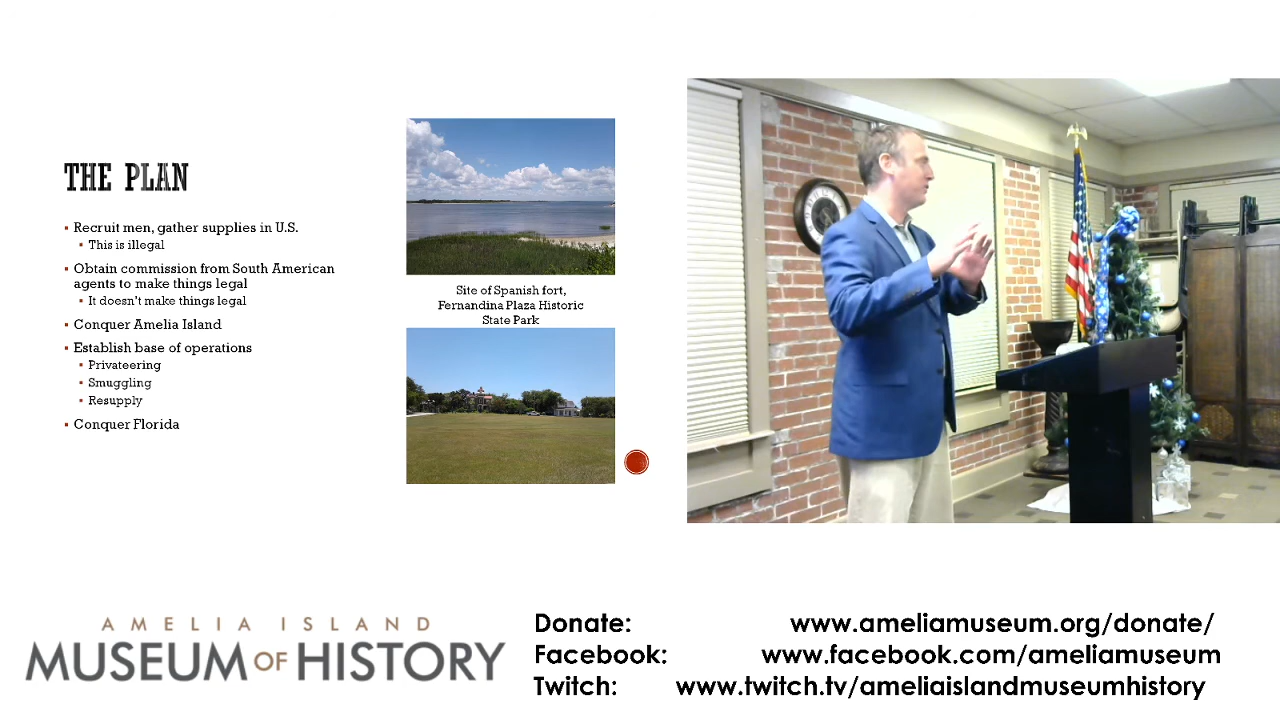 THE PLAN
Recruit men, gather supplies in U.S.
This is illegal
Obtain commission from South American
agents to make things legal
It doesn't make things legal
Conquer Amelia Island
Establish base of operations
Privateering
Smuggling
Resupply
Conquer Florida
Site of Spanish fort,
Fernandina Plaza Historic
State Park
AMELIA ISLAND
MUSEUM OF HISTORY
Donate: www.ameliamuseum.org/donate/
Facebook: www.facebook.com/ameliamuseum
Twitch: www.twitch.tv/ameliaislandmuseumhistory